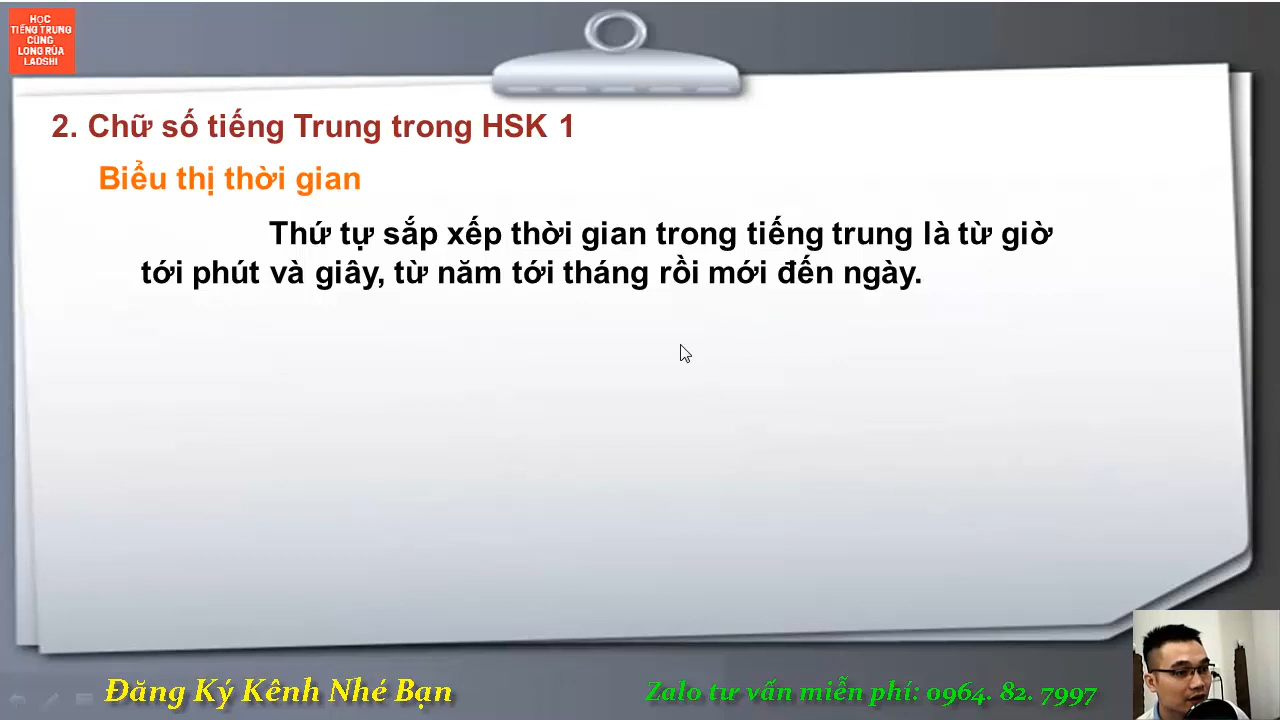 HỌC
TIẾNG TRUNG
CÙNG
LONG RÙA
LADSHI
2. Chữ số tiếng Trung trong HSK 1
Biểu thị thời gian
Thứ tự sắp xếp thời gian trong tiếng trung là từ giờ
tới phút và giây, từ năm tới tháng rồi mới đến ngày.
Đăng Ký Kênh Nhé Bạn
Zalo tư vấn miễn phí: 0964. 82. 7997